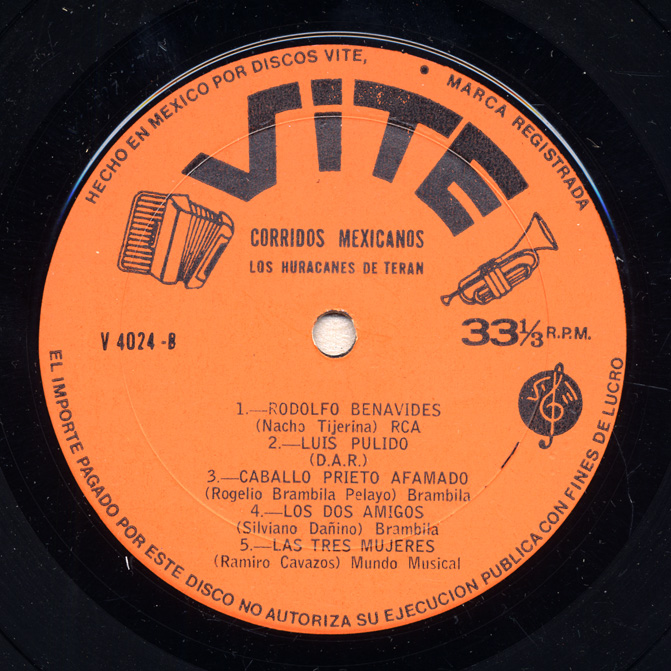 HECHO EN MEXICO POR DISCOS VITE, MARCA REGISTRADA
ViTE
CORRIDOS MEXICANOS
LOS HURACANES DE TERAN
V 4024 -B
33⅓ R.P.M.
ViTE
1.—RODOLFO BENAVIDES
(Nacho Tijerina) RCA
2.—LUIS PULIDO
(D.A.R.)
3.—CABALLO PRIETO AFAMADO
(Rogelio Brambila Pelayo) Brambila
4.—LOS DOS AMIGOS
(Silviano Dañino) Brambila
5.—LAS TRES MUJERES
(Ramiro Cavazos) Mundo Musical
EL IMPORTE PAGADO POR ESTE DISCO NO AUTORIZA SU EJECUCION PUBLICA CON FINES DE LUCRO